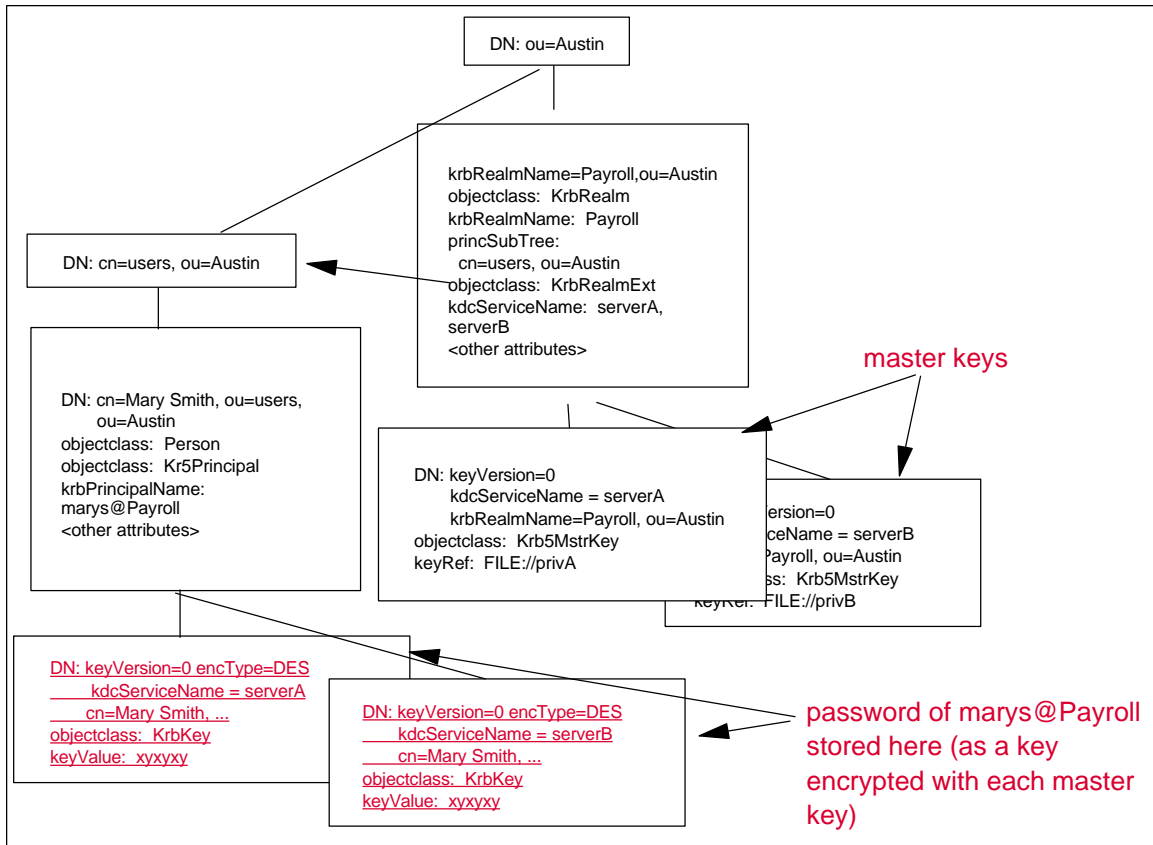 DN: ou=Austin
krbRealmName=Payroll,ou=Austin
objectclass: KrbRealm
krbRealmName: Payroll
princSubTree:
cn=users, ou=Austin
objectclass: KrbRealmExt
kdcServiceName: serverA,
serverB
<other attributes>
DN: cn=users, ou=Austin
DN: cn=Mary Smith, ou=users,
ou=Austin
objectclass: Person
objectclass: Kr5Principal
krbPrincipalName:
marys@Payroll
<other attributes>
master keys
DN: keyVersion=0
kdcServiceName = serverA
krbRealmName=Payroll, ou=Austin
objectclass: Krb5MstrKey
keyRef: FILE://privA
ersion=0
ceName = serverB
Payroll, ou=Austin
ss: Krb5MstrKey
keyRef: FILE://privB
DN: keyVersion=0 encType=DES
kdcServiceName = serverA
cn=Mary Smith, ...
objectclass: KrbKey
keyValue: xyxyxy
DN: keyVersion=0 encType=DES
kdcServiceName = serverB
cn=Mary Smith, ...
objectclass: KrbKey
keyValue: xyxyxy
password of marys@Payroll
stored here (as a key
encrypted with each master
key)